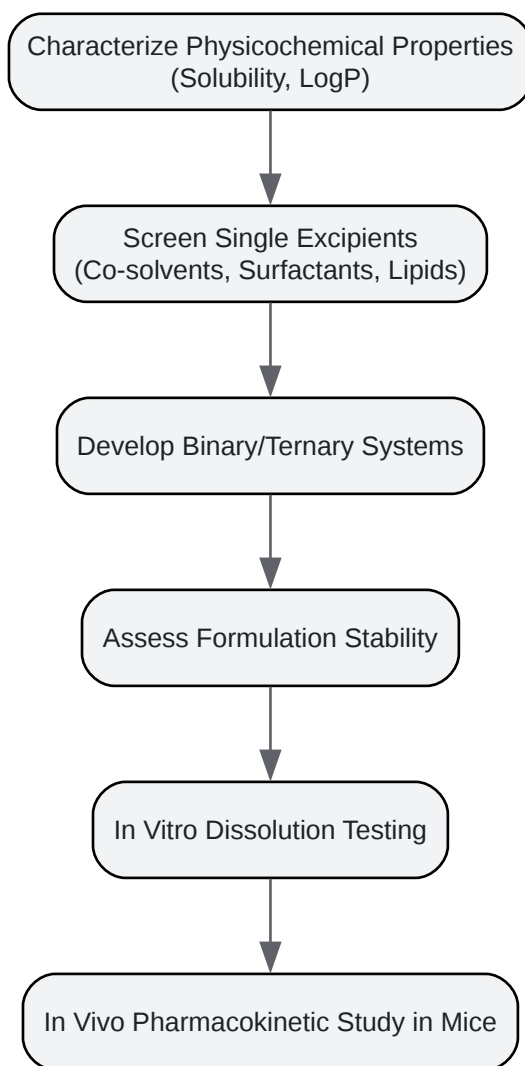 Characterize Physicochemical Properties
(Solubility, LogP)
Screen Single Excipients
(Co-solvents, Surfactants, Lipids)
Develop Binary/Ternary Systems
Assess Formulation Stability
In Vitro Dissolution Testing
In Vivo Pharmacokinetic Study in Mice